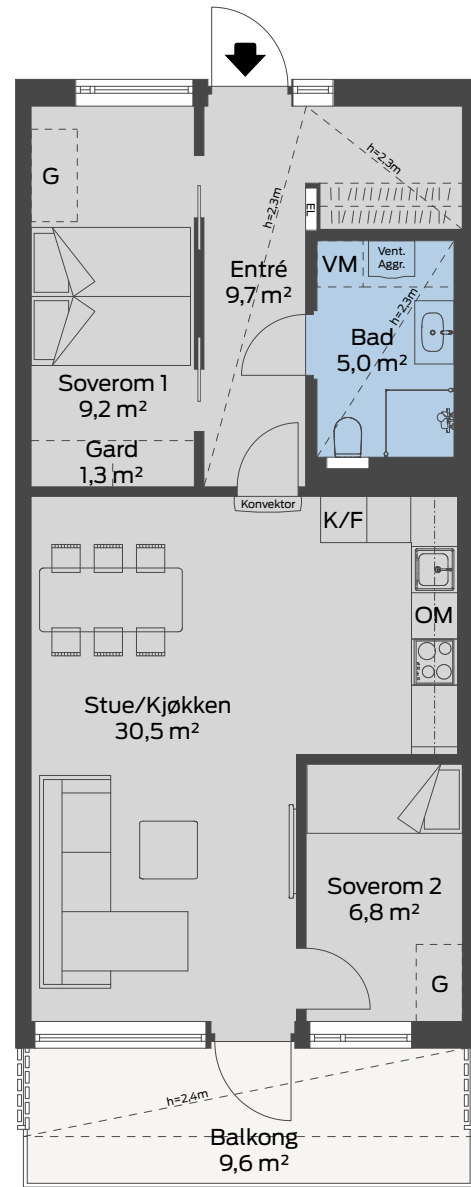 G
h=2,3m
h=2,3m
EL
VM
Vent.
Aggr.
Entré
9,7 m²
h=2,3m
Bad
5,0 m²
Soverom 1
9,2 m²
Gard
1,3 m²
Konvektor
K/F
OM
Stue/Kjøkken
30,5 m²
Soverom 2
6,8 m²
G
h=2,4m
Balkong
9,6 m²